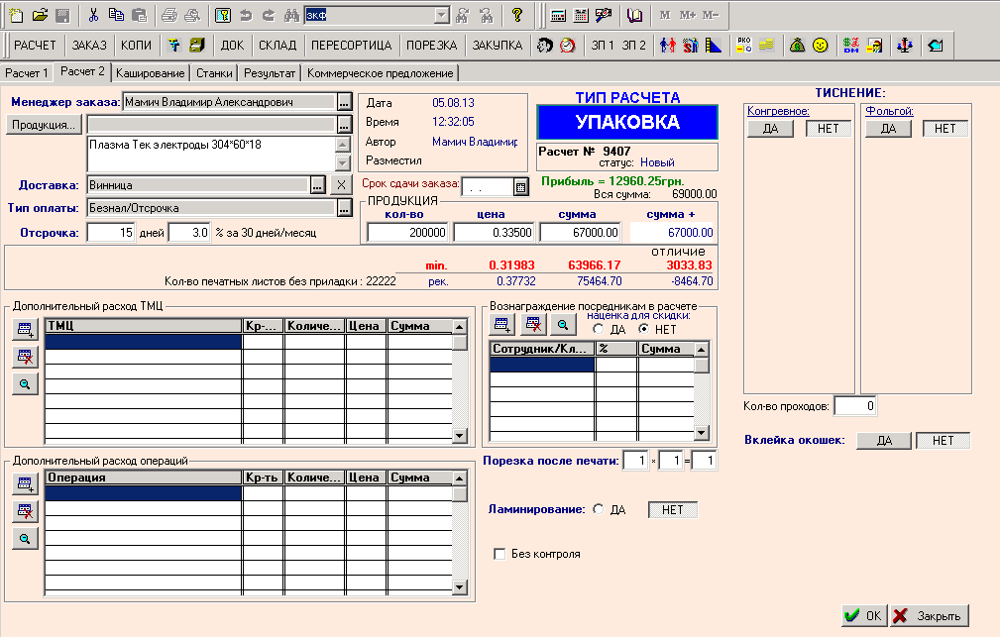 зкф
РАСЧЕТ ЗАКАЗ КОПИ ДОК СКЛАД ПЕРЕСОРТИЦА ПОРЕЗКА ЗАКУПКА ЗП 1 ЗП 2
Расчет 1 Расчет 2 Каширование Станки Результат Коммерческое предложение
Менеджер заказа: Мамич Владимир Александрович ...
Продукция... ...
Плазма Тек электроды 304*60*18
Доставка: Винница ... X
Тип оплаты: Безнал/Отсрочка ...
Отсрочка: 15 дней 3.0 % за 30 дней/месяц
Дата 05.08.13
Время 12:32:05
Автор Мамич Владимир
Разместил
Срок сдачи заказа: . .
ТИП РАСЧЕТА
УПАКОВКА
Расчет № 9407
статус: Новый
Прибыль = 12960.25грн.
Вся сумма: 69000.00
ПРОДУКЦИЯ
кол-во цена сумма сумма +
200000 0.33500 67000.00 67000.00
отличие
min. 0.31983 63966.17 3033.83
Кол-во печатных листов без приладки : 22222 рек. 0.37732 75464.70 -8464.70
Дополнительный расход ТМЦ
ТМЦ Кр-... Количе... Цена Сумма
Вознаграждение посредникам в расчете
наценка для скидки:
ДА НЕТ
Сотрудник/Кл... % Сумма
Дополнительный расход операций
Операция Кр-ть Количе... Цена Сумма
Порезка после печати: 1 * 1 = 1
Ламинирование: ДА НЕТ
Без контроля
ТИСНЕНИЕ:
Конгревное: Фольгой:
ДА НЕТ ДА НЕТ
Кол-во проходов: 0
Вклейка окошек: ДА НЕТ
OK Закрыть